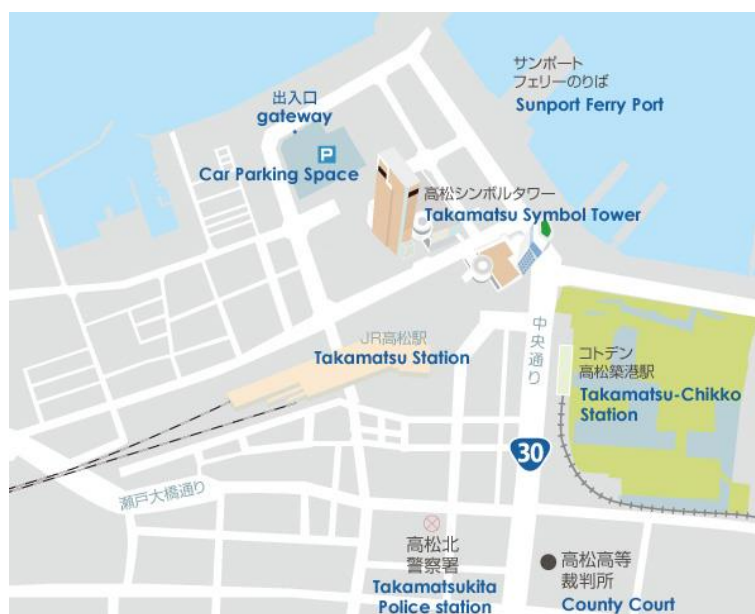 サンポート
フェリーのりば
Sunport Ferry Port
出入口
gateway
P
Car Parking Space
高松シンボルタワー
Takamatsu Symbol Tower
JR高松駅
Takamatsu Station
中央通り
コトデン
高松築港駅
Takamatsu-Chikko
Station
30
瀬戸大橋通り
高松北
警察署
Takamatsukita
Police station
高松高等
裁判所
County Court